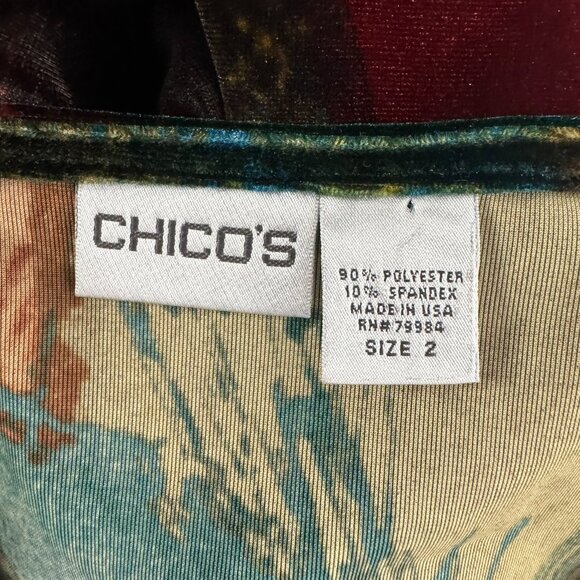 CHICO'S
90% POLYESTER
10% SPANDEX
MADE IN USA
RN# 79984
SIZE 2